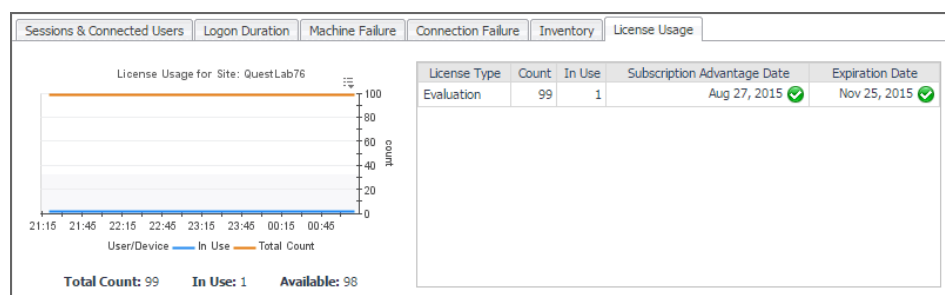 Sessions & Connected Users Logon Duration Machine Failure Connection Failure Inventory License Usage
License Usage for Site: QuestLab76
100
80
60
40
20
0
count
21:15 21:45 22:15 22:45 23:15 23:45 00:15 00:45
User/Device In Use Total Count
Total Count: 99 In Use: 1 Available: 98
License Type Count In Use Subscription Advantage Date Expiration Date
Evaluation 99 1 Aug 27, 2015 Nov 25, 2015